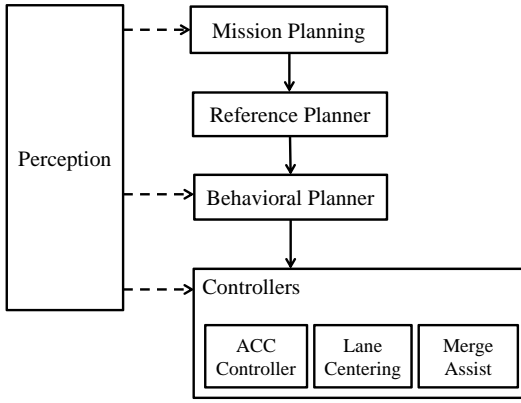 Mission Planning
Reference Planner
Perception
Behavioral Planner
Controllers
ACC
Controller
Lane
Centering
Merge
Assist